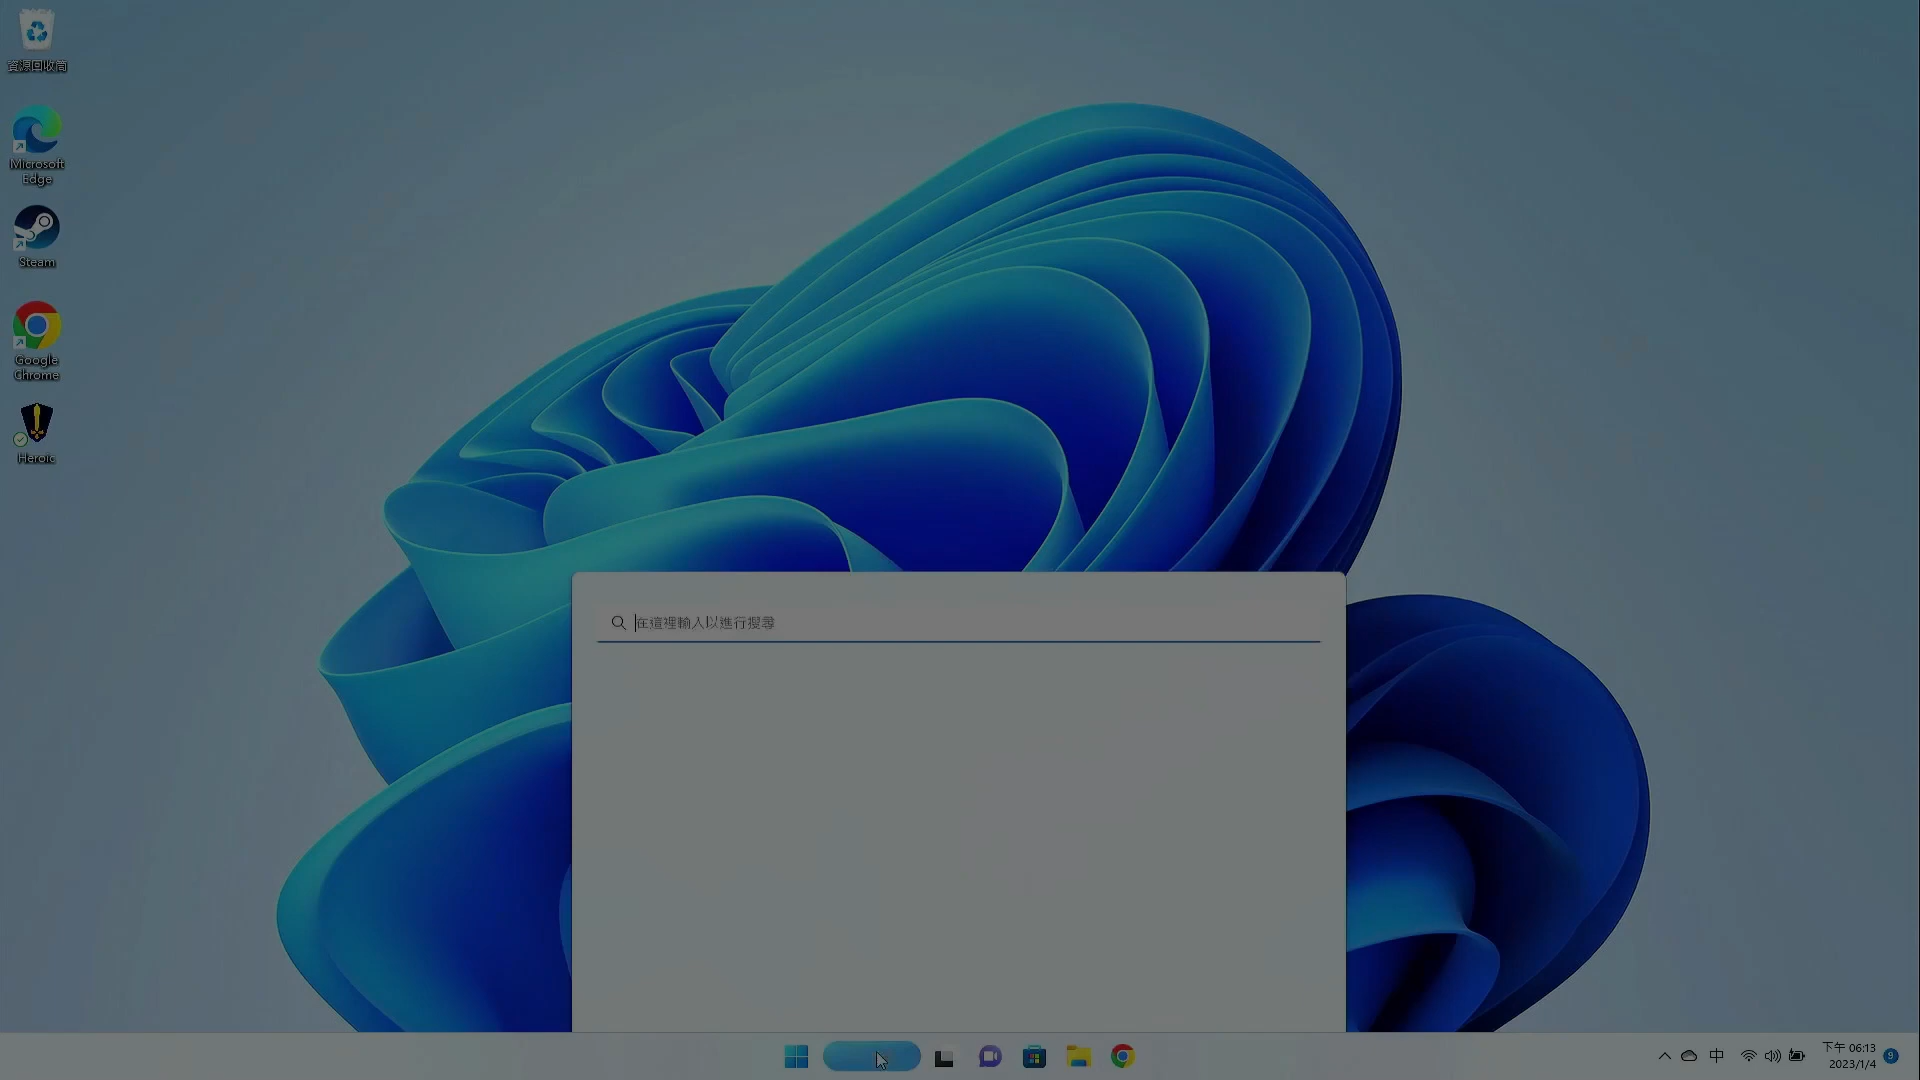 資源回收筒
Microsoft
Edge
Steam
Google
Chrome
Heroic
在這裡輸入以進行搜尋
中
下午 06:13
2023/1/4
9